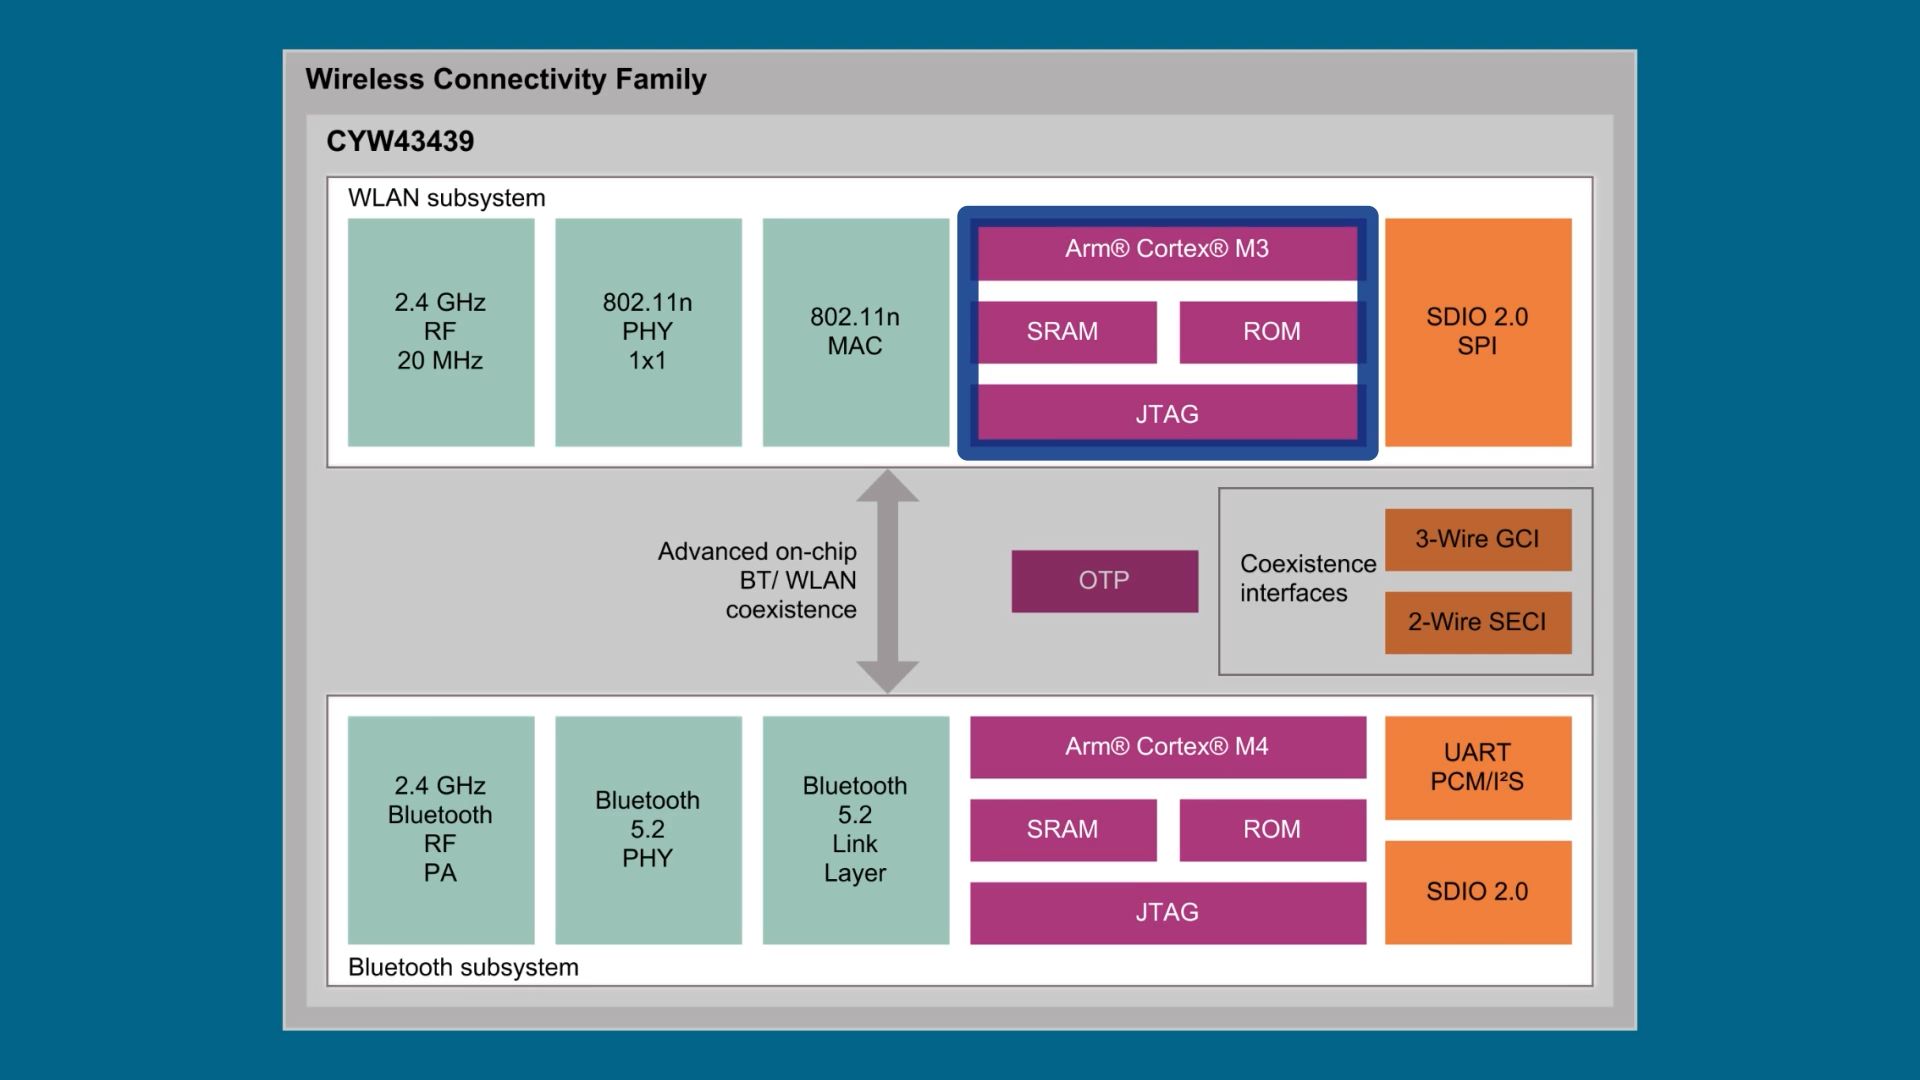 Wireless Connectivity Family
CYW43439
WLAN subsystem
2.4 GHz
RF
20 MHz
802.11n
PHY
1x1
802.11n
MAC
Arm® Cortex® M3
SRAM
ROM
JTAG
SDIO 2.0
SPI
Advanced on-chip
BT/ WLAN
coexistence
OTP
Coexistence
interfaces
3-Wire GCI
2-Wire SECI
2.4 GHz
Bluetooth
RF
PA
Bluetooth
5.2
PHY
Bluetooth
5.2
Link
Layer
Arm® Cortex® M4
SRAM
ROM
JTAG
UART
PCM/I²S
SDIO 2.0
Bluetooth subsystem